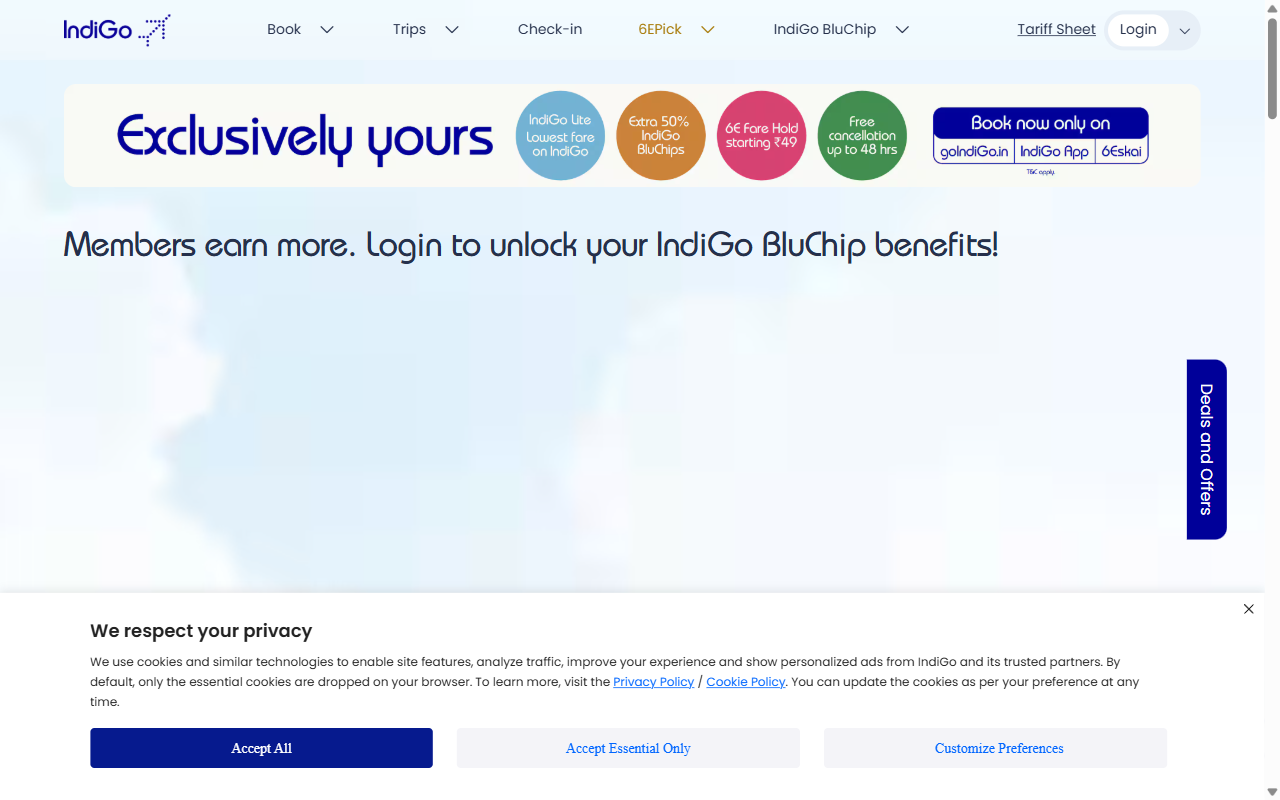 IndiGo
Book
Trips
Check-in
6EPick
IndiGo BluChip
Tariff Sheet
Login
Exclusively yours
IndiGo Lite
Lowest fare
on IndiGo
Extra 50%
IndiGo
BluChips
6E Fare Hold
starting ₹49
Free
cancellation
up to 48 hrs
Book now only on
goIndiGo.in
IndiGo App
6Eskai
T&C apply.
Members earn more. Login to unlock your IndiGo BluChip benefits!
Deals and Offers
We respect your privacy
We use cookies and similar technologies to enable site features, analyze traffic, improve your experience and show personalized ads from IndiGo and its trusted partners. By
default, only the essential cookies are dropped on your browser. To learn more, visit the Privacy Policy / Cookie Policy. You can update the cookies as per your preference at any
time.
Accept All
Accept Essential Only
Customize Preferences